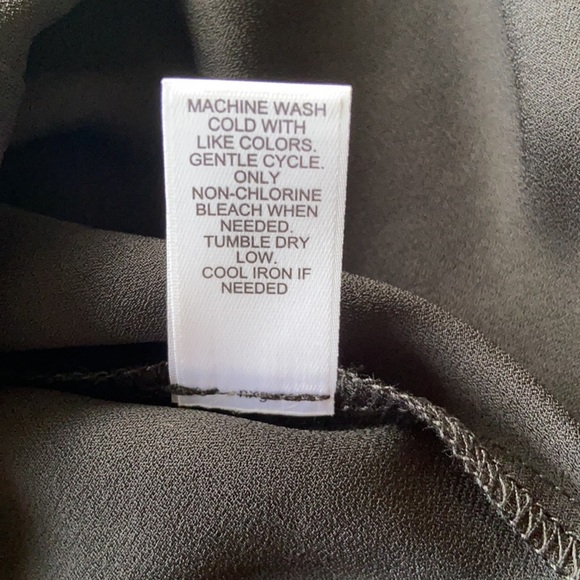 MACHINE WASH
COLD WITH
LIKE COLORS.
GENTLE CYCLE.
ONLY
NON-CHLORINE
BLEACH WHEN
NEEDED.
TUMBLE DRY
LOW.
COOL IRON IF
NEEDED